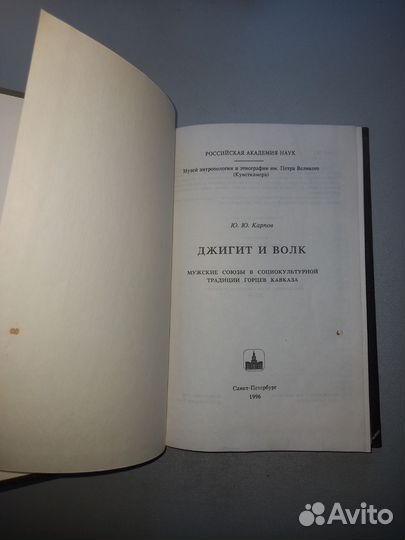 РОССИЙСКАЯ АКАДЕМИЯ НАУК
Музей антропологии и этнографии им. Петра Великого
(Кунсткамера)
Ю. Ю. Карпов
ДЖИГИТ И ВОЛК
МУЖСКИЕ СОЮЗЫ В СОЦИОКУЛЬТУРНОЙ
ТРАДИЦИИ ГОРЦЕВ КАВКАЗА
Санкт-Петербург
1996
Avito